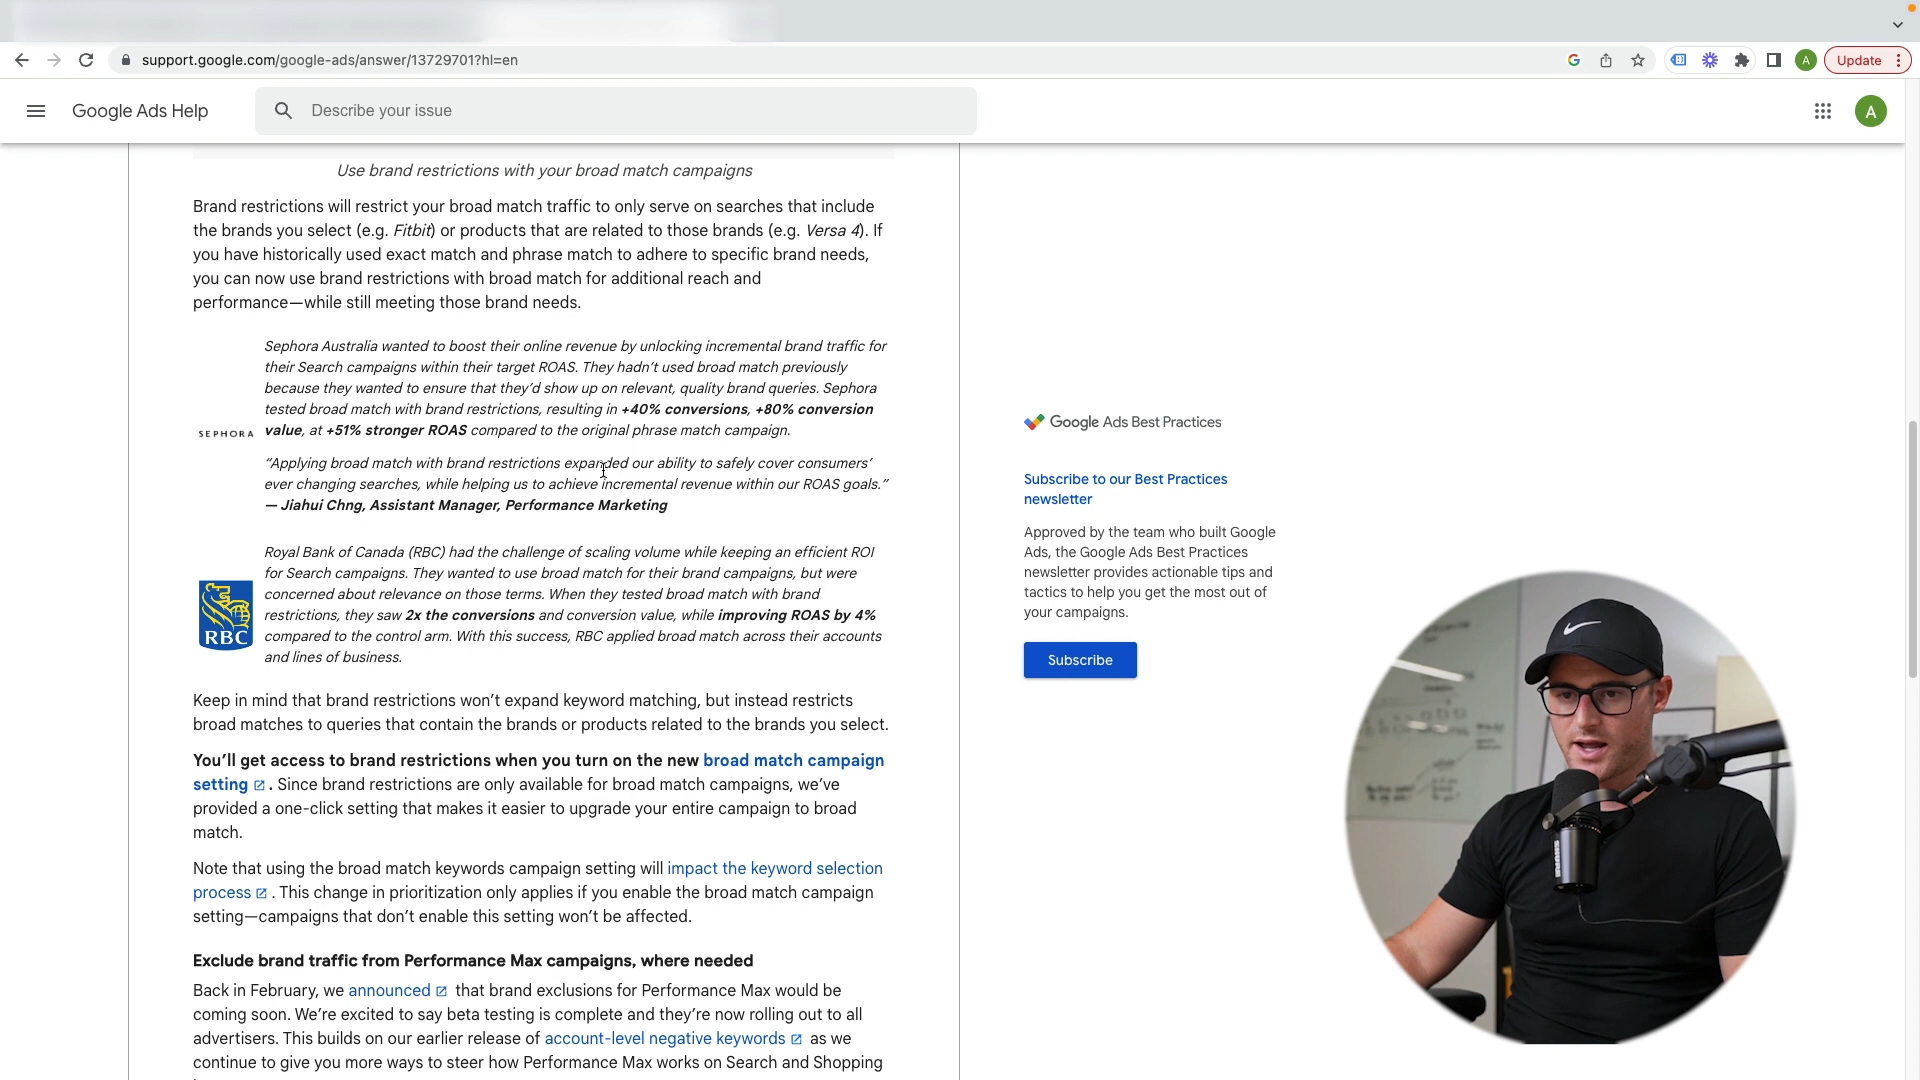 support.google.com/google-ads/answer/13729701?hl=en
A
Update
Google Ads Help
Describe your issue
A
Use brand restrictions with your broad match campaigns
Brand restrictions will restrict your broad match traffic to only serve on searches that include
the brands you select (e.g. Fitbit) or products that are related to those brands (e.g. Versa 4). If
you have historically used exact match and phrase match to adhere to specific brand needs,
you can now use brand restrictions with broad match for additional reach and
performance—while still meeting those brand needs.
SEPHORA
Sephora Australia wanted to boost their online revenue by unlocking incremental brand traffic for
their Search campaigns within their target ROAS. They hadn’t used broad match previously
because they wanted to ensure that they’d show up on relevant, quality brand queries. Sephora
tested broad match with brand restrictions, resulting in +40% conversions, +80% conversion
value, at +51% stronger ROAS compared to the original phrase match campaign.
“Applying broad match with brand restrictions expanded our ability to safely cover consumers’
ever changing searches, while helping us to achieve incremental revenue within our ROAS goals.”
— Jiahui Chng, Assistant Manager, Performance Marketing
RBC
Royal Bank of Canada (RBC) had the challenge of scaling volume while keeping an efficient ROI
for Search campaigns. They wanted to use broad match for their brand campaigns, but were
concerned about relevance on those terms. When they tested broad match with brand
restrictions, they saw 2x the conversions and conversion value, while improving ROAS by 4%
compared to the control arm. With this success, RBC applied broad match across their accounts
and lines of business.
Keep in mind that brand restrictions won’t expand keyword matching, but instead restricts
broad matches to queries that contain the brands or products related to the brands you select.
You’ll get access to brand restrictions when you turn on the new broad match campaign
setting . Since brand restrictions are only available for broad match campaigns, we’ve
provided a one-click setting that makes it easier to upgrade your entire campaign to broad
match.
Note that using the broad match keywords campaign setting will impact the keyword selection
process . This change in prioritization only applies if you enable the broad match campaign
setting—campaigns that don’t enable this setting won’t be affected.
Exclude brand traffic from Performance Max campaigns, where needed
Back in February, we announced that brand exclusions for Performance Max would be
coming soon. We’re excited to say beta testing is complete and they’re now rolling out to all
advertisers. This builds on our earlier release of account-level negative keywords as we
continue to give you more ways to steer how Performance Max works on Search and Shopping
Google Ads Best Practices
Subscribe to our Best Practices
newsletter
Approved by the team who built Google
Ads, the Google Ads Best Practices
newsletter provides actionable tips and
tactics to help you get the most out of
your campaigns.
Subscribe
SHURE